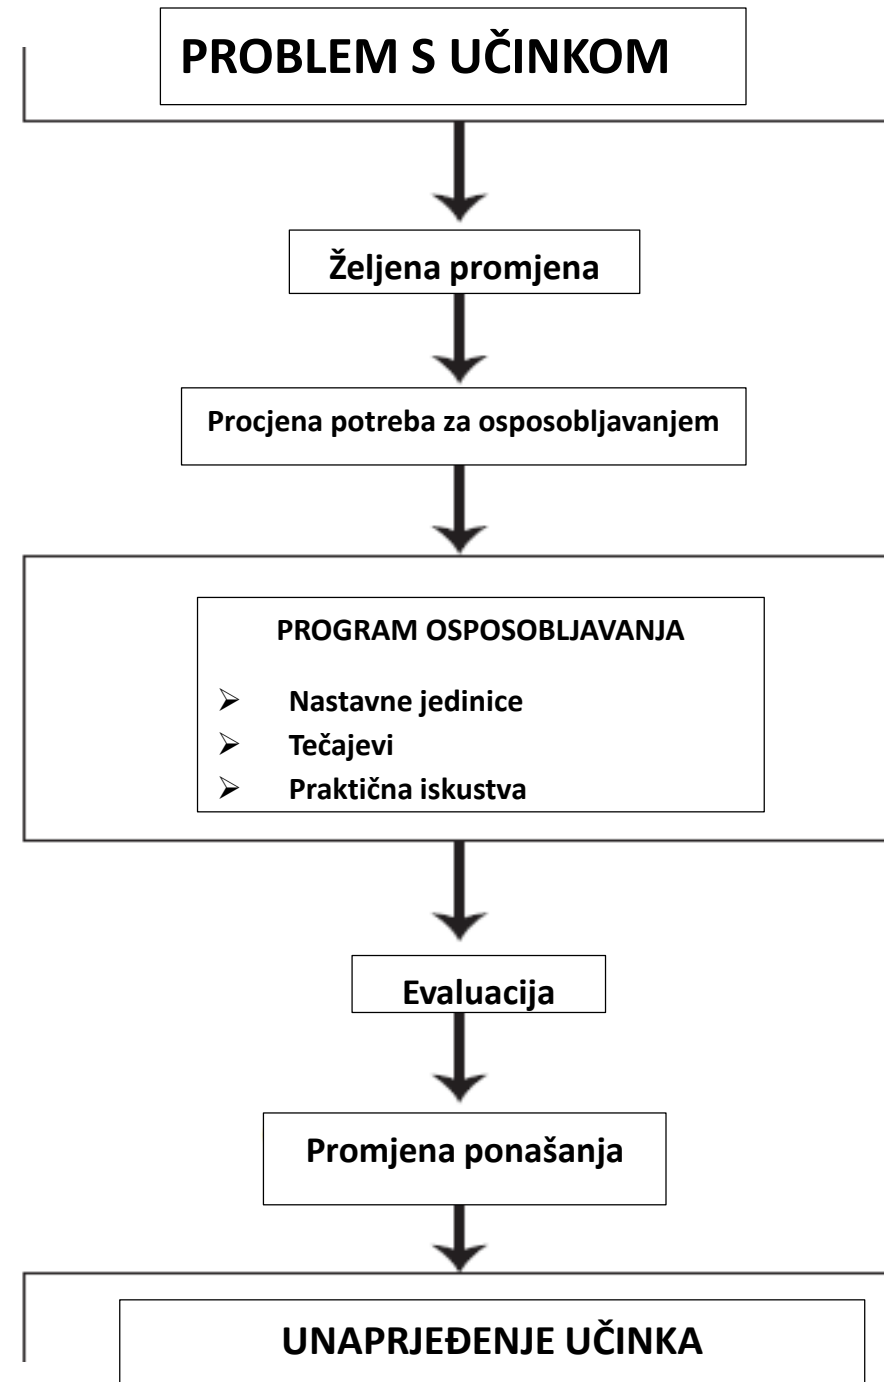 PROBLEM S UČINKOM
Željena promjena
Procjena potreba za osposobljavanjem
PROGRAM OSPOSOBLJAVANJA
➢ Nastavne jedinice
➢ Tečajevi
➢ Praktična iskustva
Evaluacija
Promjena ponašanja
UNAPRJEĐENJE UČINKA